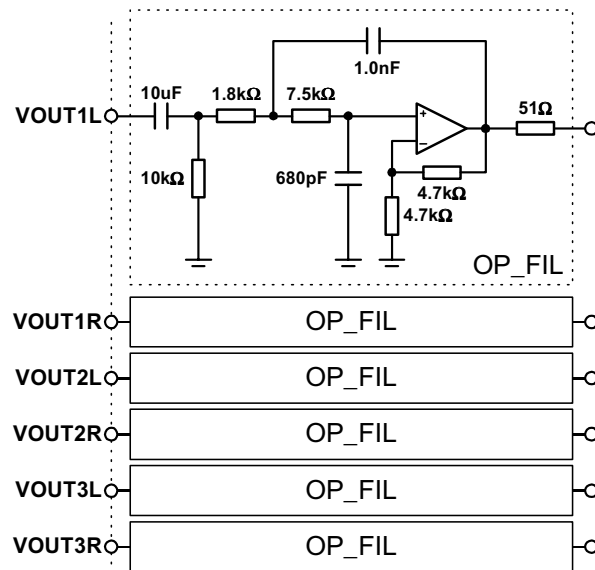 1.0nF
10uF
1.8kΩ
7.5kΩ
VOUT1L
+
−
51Ω
10kΩ
680pF
4.7kΩ
4.7kΩ
OP_FIL
VOUT1R OP_FIL
VOUT2L OP_FIL
VOUT2R OP_FIL
VOUT3L OP_FIL
VOUT3R OP_FIL